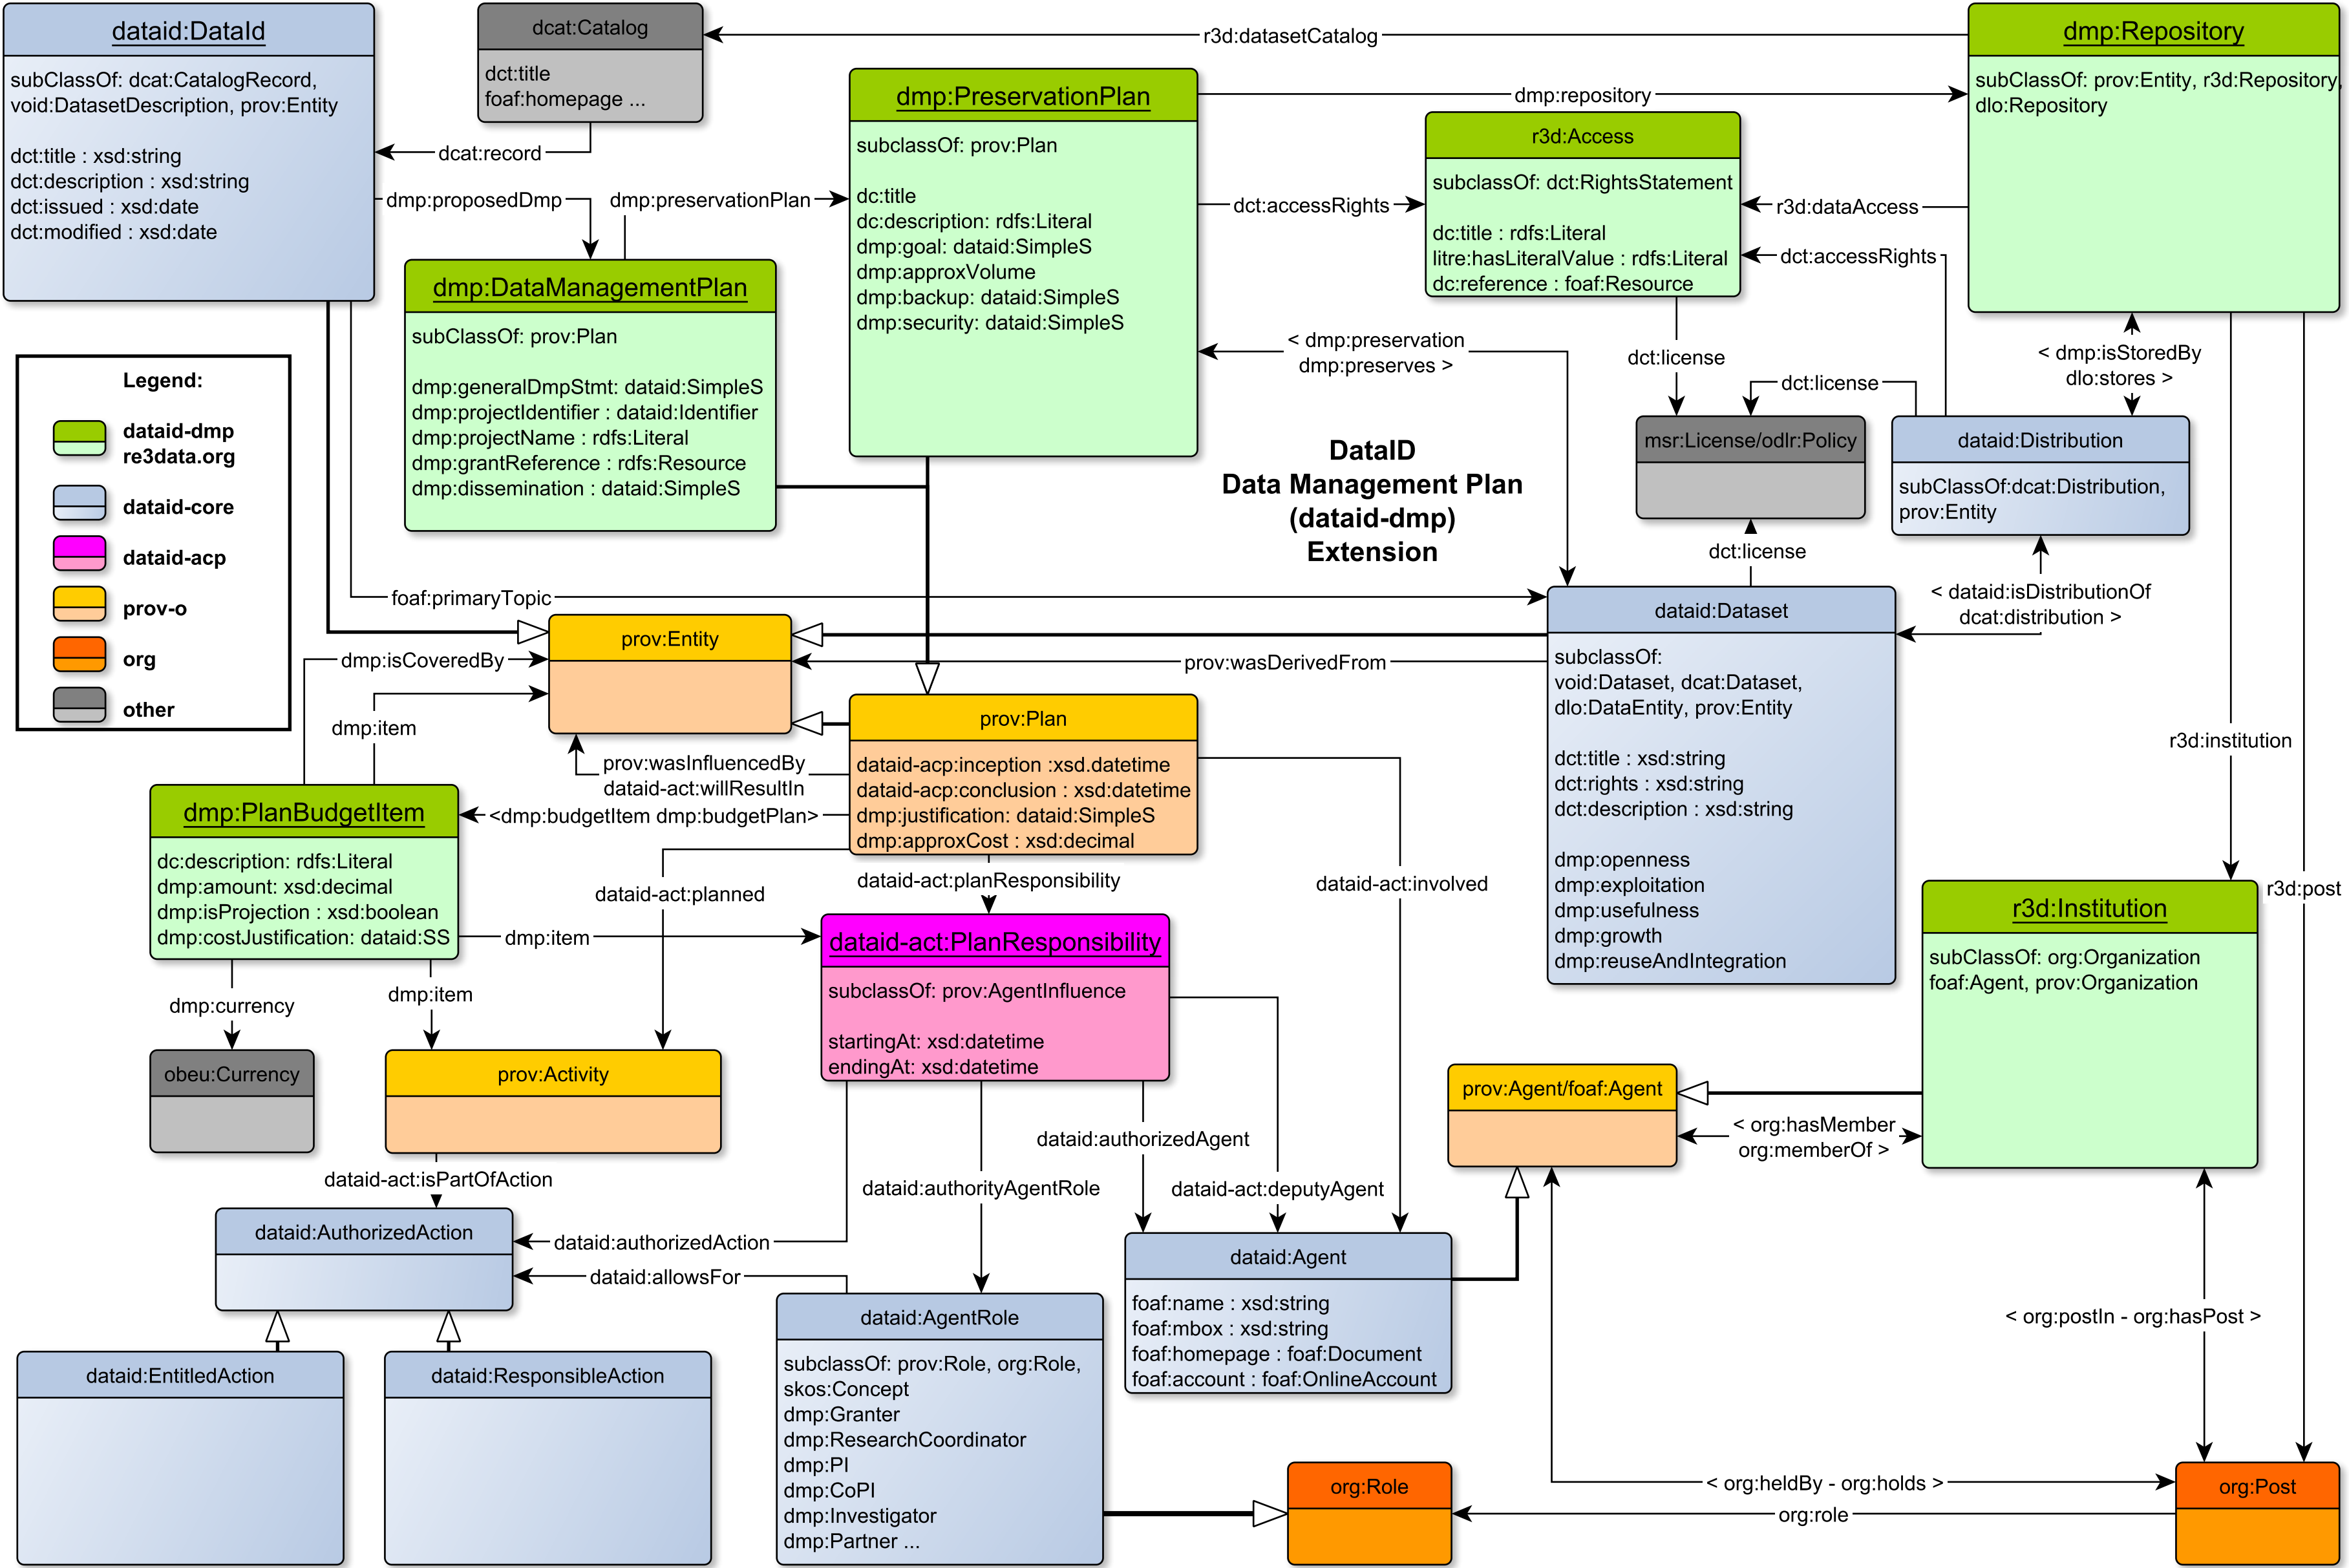 dataid:DataId
subClassOf: dcat:CatalogRecord,
void:DatasetDescription, prov:Entity
dct:title : xsd:string
dct:description : xsd:string
dct:issued : xsd:date
dct:modified : xsd:date
dcat:Catalog
dct:title
foaf:homepage ...
dcat:record
r3d:datasetCatalog
dmp:Repository
subClassOf: prov:Entity, r3d:Repository,
dlo:Repository
dmp:PreservationPlan
subclassOf: prov:Plan
dc:title
dc:description: rdfs:Literal
dmp:goal: dataid:SimpleS
dmp:approxVolume
dmp:backup: dataid:SimpleS
dmp:security: dataid:SimpleS
dmp:repository
r3d:Access
subclassOf: dct:RightsStatement
dc:title : rdfs:Literal
litre:hasLiteralValue : rdfs:Literal
dc:reference : foaf:Resource
dct:accessRights
r3d:dataAccess
dct:accessRights
dmp:proposedDmp
dmp:preservationPlan
dmp:DataManagementPlan
subClassOf: prov:Plan
dmp:generalDmpStmt: dataid:SimpleS
dmp:projectIdentifier : dataid:Identifier
dmp:projectName : rdfs:Literal
dmp:grantReference : rdfs:Resource
dmp:dissemination : dataid:SimpleS
< dmp:preservation
dmp:preserves >
dct:license
dct:license
< dmp:isStoredBy
dlo:stores >
Legend:
dataid-dmp
re3data.org
dataid-core
dataid-acp
prov-o
org
other
DataID
Data Management Plan
(dataid-dmp)
Extension
msr:License/odlr:Policy
dataid:Distribution
subClassOf:dcat:Distribution,
prov:Entity
dct:license
< dataid:isDistributionOf
dcat:distribution >
foaf:primaryTopic
prov:Entity
dmp:isCoveredBy
dmp:item
prov:wasDerivedFrom
dataid:Dataset
subclassOf:
void:Dataset, dcat:Dataset,
dlo:DataEntity, prov:Entity
dct:title : xsd:string
dct:rights : xsd:string
dct:description : xsd:string
dmp:openness
dmp:exploitation
dmp:usefulness
dmp:growth
dmp:reuseAndIntegration
prov:Plan
dataid-acp:inception :xsd.datetime
dataid-acp:conclusion : xsd:datetime
dmp:justification: dataid:SimpleS
dmp:approxCost : xsd:decimal
prov:wasInfluencedBy
dataid-act:willResultIn
<dmp:budgetItem dmp:budgetPlan>
dmp:PlanBudgetItem
dc:description: rdfs:Literal
dmp:amount: xsd:decimal
dmp:isProjection : xsd:boolean
dmp:costJustification: dataid:SS
dataid-act:planned
dataid-act:planResponsibility
dataid-act:involved
r3d:institution
r3d:post
dmp:item
dmp:currency
dmp:item
dataid-act:PlanResponsibility
subclassOf: prov:AgentInfluence
startingAt: xsd:datetime
endingAt: xsd:datetime
r3d:Institution
subClassOf: org:Organization
foaf:Agent, prov:Organization
obeu:Currency
prov:Activity
prov:Agent/foaf:Agent
< org:hasMember
org:memberOf >
dataid:authorizedAgent
dataid:authorityAgentRole
dataid-act:deputyAgent
dataid-act:isPartOfAction
dataid:AuthorizedAction
dataid:authorizedAction
dataid:allowsFor
dataid:Agent
foaf:name : xsd:string
foaf:mbox : xsd:string
foaf:homepage : foaf:Document
foaf:account : foaf:OnlineAccount
< org:postIn - org:hasPost >
dataid:EntitledAction
dataid:ResponsibleAction
dataid:AgentRole
subclassOf: prov:Role, org:Role,
skos:Concept
dmp:Granter
dmp:ResearchCoordinator
dmp:PI
dmp:CoPI
dmp:Investigator
dmp:Partner ...
org:Role
< org:heldBy - org:holds >
org:role
org:Post